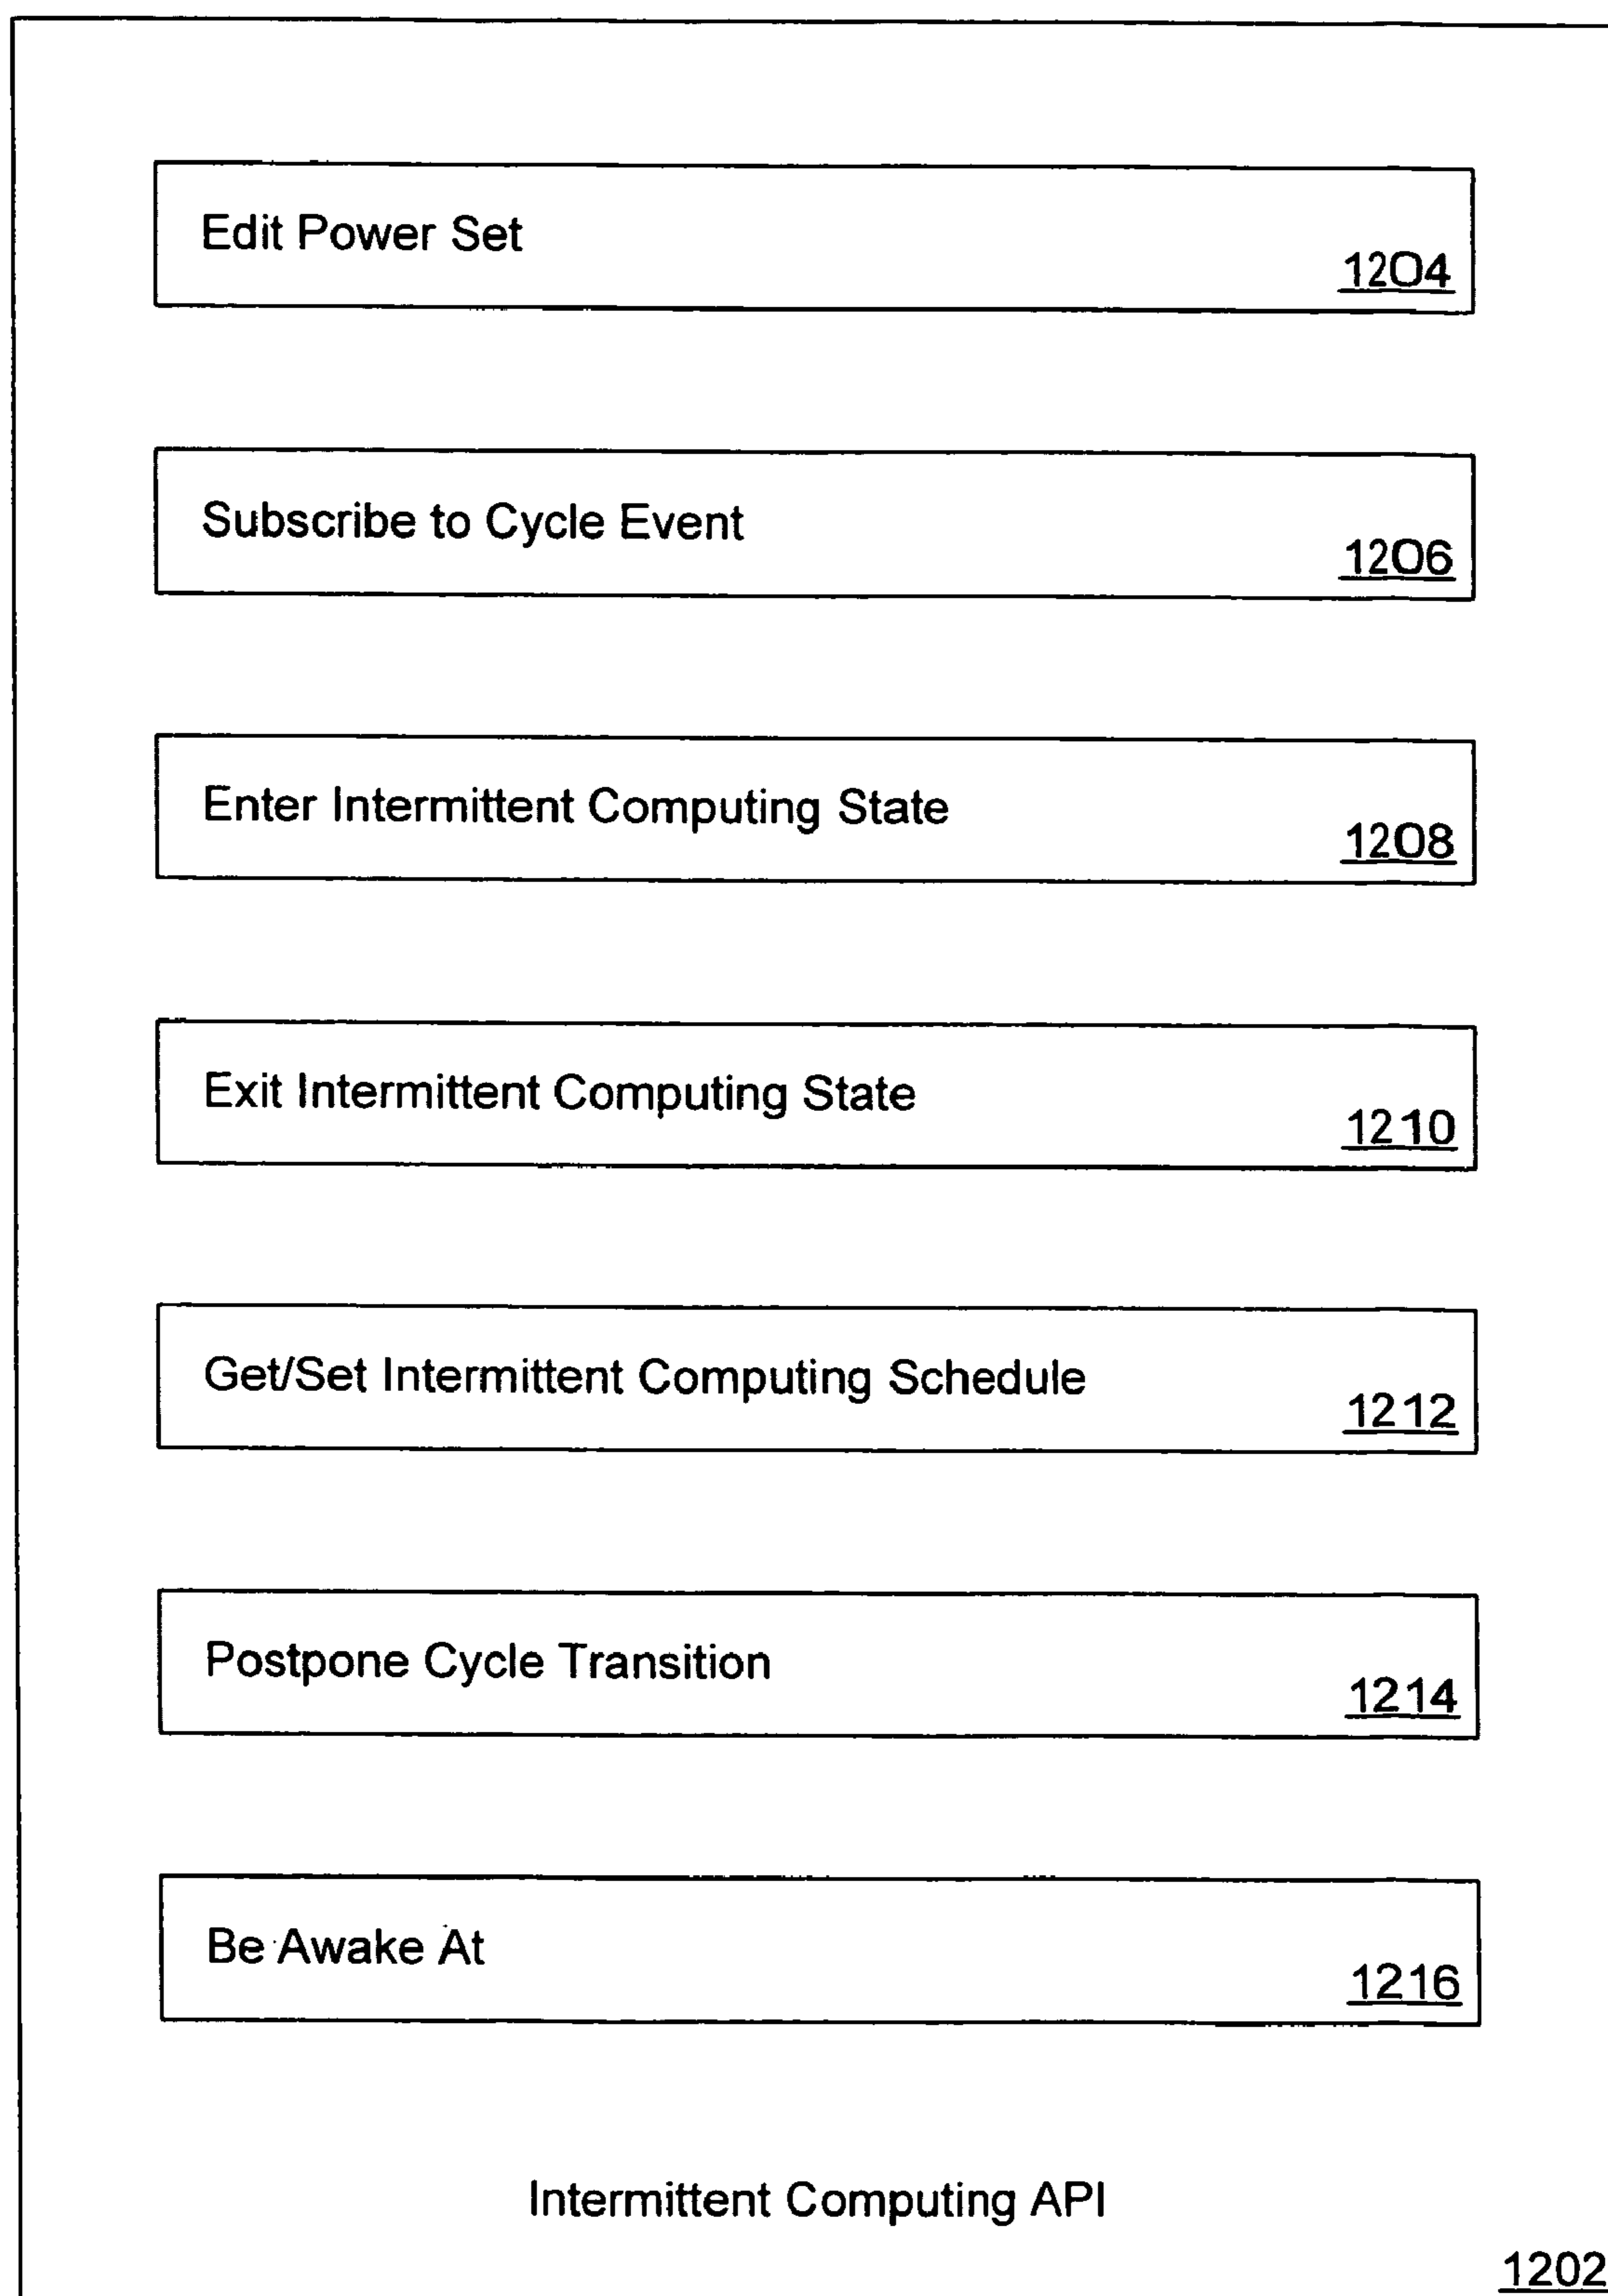 Edit Power Set
1204
Subscribe to Cycle Event
1206
Enter Intermittent Computing State
1208
Exit Intermittent Computing State
1210
Get/Set Intermittent Computing Schedule
1212
Postpone Cycle Transition
1214
Be Awake At
1216
Intermittent Computing API
1202